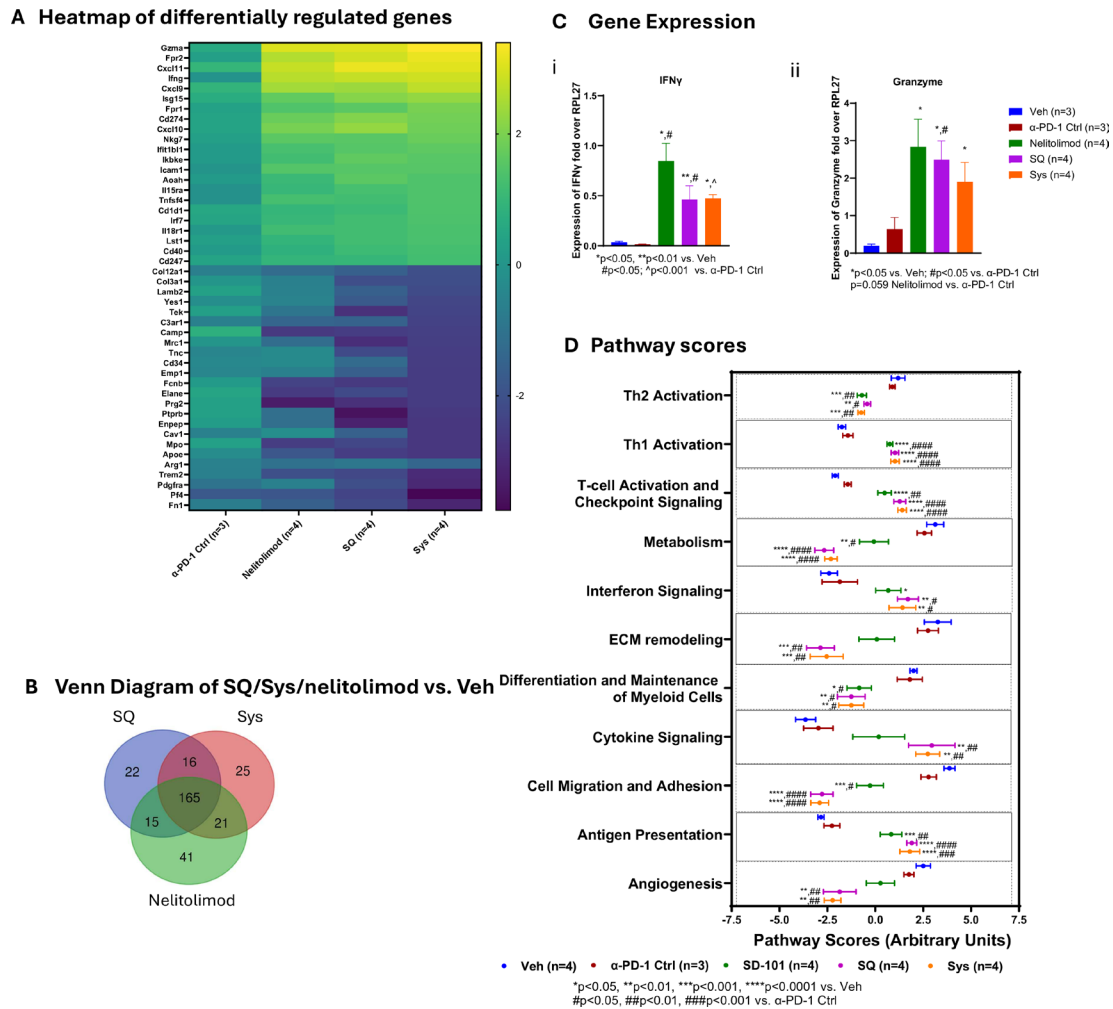 A Heatmap of differentially regulated genes
Gzma
Fpr2
Cxcl11
Ifng
Cxcl9
Isg15
Fpr1
Cd274
Cxcl10
Nkg7
Ifit1bl1
Ikbke
Icam1
Aoah
Il15ra
Tnfsf4
Cd1d1
Irf7
Il18r1
Lst1
Cd40
Cd247
Col12a1
Col3a1
Lamb2
Yes1
Tek
C3ar1
Camp
Mrc1
Tnc
Cd34
Emp1
Fcnb
Elane
Prg2
Ptprb
Enpep
Cav1
Mpo
Apoe
Arg1
Trem2
Pdgfra
Pf4
Fn1
α-PD-1 Ctrl (n=3)
Nelitolimod (n=4)
SQ (n=4)
Sys (n=4)
2
0
-2
B Venn Diagram of SQ/Sys/nelitolimod vs. Veh
SQ
Sys
22
16
25
165
15
21
41
Nelitolimod
C Gene Expression
i
IFNγ
Expression of IFNγ fold over RPL27
1.5
1.0
0.5
0.0
*,#
**,#
*,^
*p<0.05, **p<0.01 vs. Veh
#p<0.05; ^p<0.001 vs. α-PD-1 Ctrl
ii
Granzyme
Expression of Granzyme fold over RPL27
4
3
2
1
0
*
*,#
*
*p<0.05 vs. Veh; #p<0.05 vs. α-PD-1 Ctrl
p=0.059 Nelitolimod vs. α-PD-1 Ctrl
Veh (n=3)
α-PD-1 Ctrl (n=3)
Nelitolimod (n=4)
SQ (n=4)
Sys (n=4)
D Pathway scores
Th2 Activation
***,##
**,#
***,##
Th1 Activation
****,####
****,####
****,####
T-cell Activation and
Checkpoint Signaling
****,##
****,####
****,####
Metabolism
**,#
****,####
****,####
Interferon Signaling
*
**,#
**,#
ECM remodeling
***,##
***,##
Differentiation and Maintenance
of Myeloid Cells
*,#
**,#
**,#
Cytokine Signaling
**,##
**,##
Cell Migration and Adhesion
***,#
****,####
****,####
Antigen Presentation
***,##
****,####
****,###
Angiogenesis
**,##
**,##
-7.5 -5.0 -2.5 0.0 2.5 5.0 7.5
Pathway Scores (Arbitrary Units)
Veh (n=4) α-PD-1 Ctrl (n=3) SD-101 (n=4) SQ (n=4) Sys (n=4)
*p<0.05, **p<0.01, ***p<0.001, ****p<0.0001 vs. Veh
#p<0.05, ##p<0.01, ###p<0.001 vs. α-PD-1 Ctrl